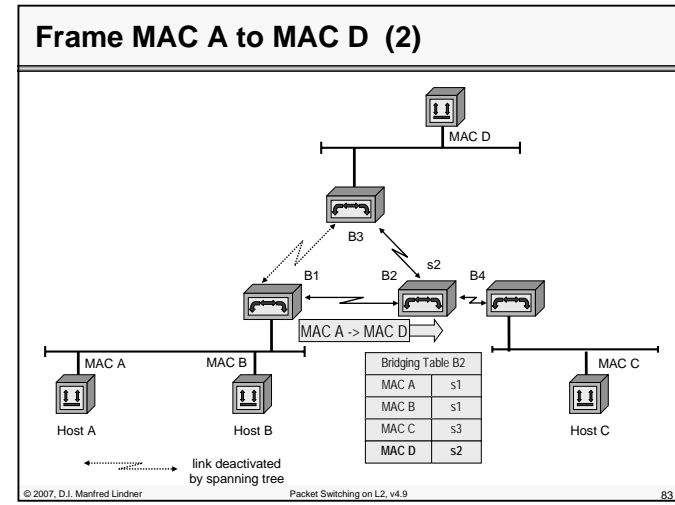 Frame MAC A to MAC D (2)
MAC D
B3
B1
B2
s2
B4
MAC A -> MAC D
MAC A
MAC B
MAC C
Host A
Host B
Host C
Bridging Table B2
MAC A s1
MAC B s1
MAC C s3
MAC D s2
link deactivated
by spanning tree
© 2007, D.I. Manfred Lindner
Packet Switching on L2, v4.9
83